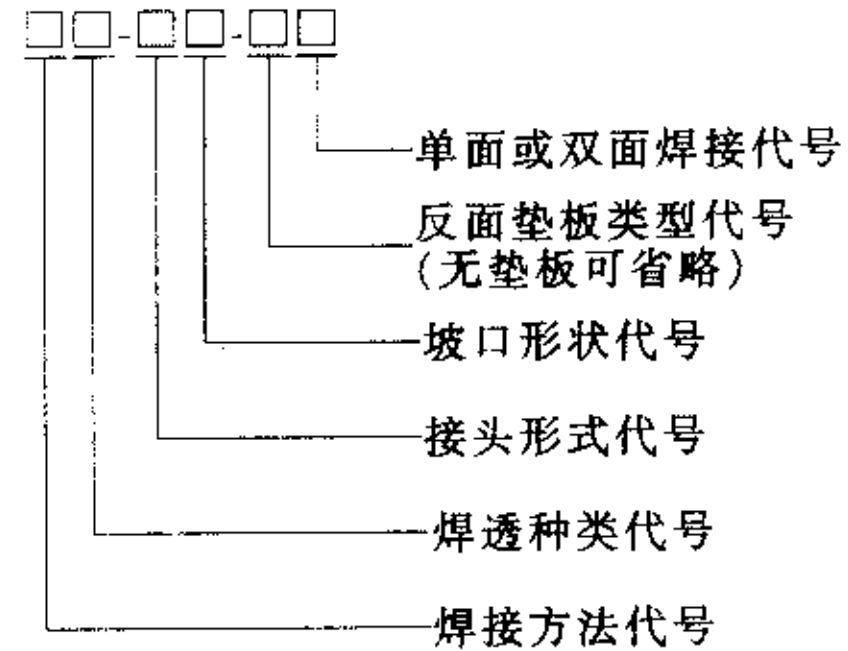 □□-□□-□□
单面或双面焊接代号
反面垫板类型代号
(无垫板可省略)
坡口形状代号
接头形式代号
焊透种类代号
焊接方法代号